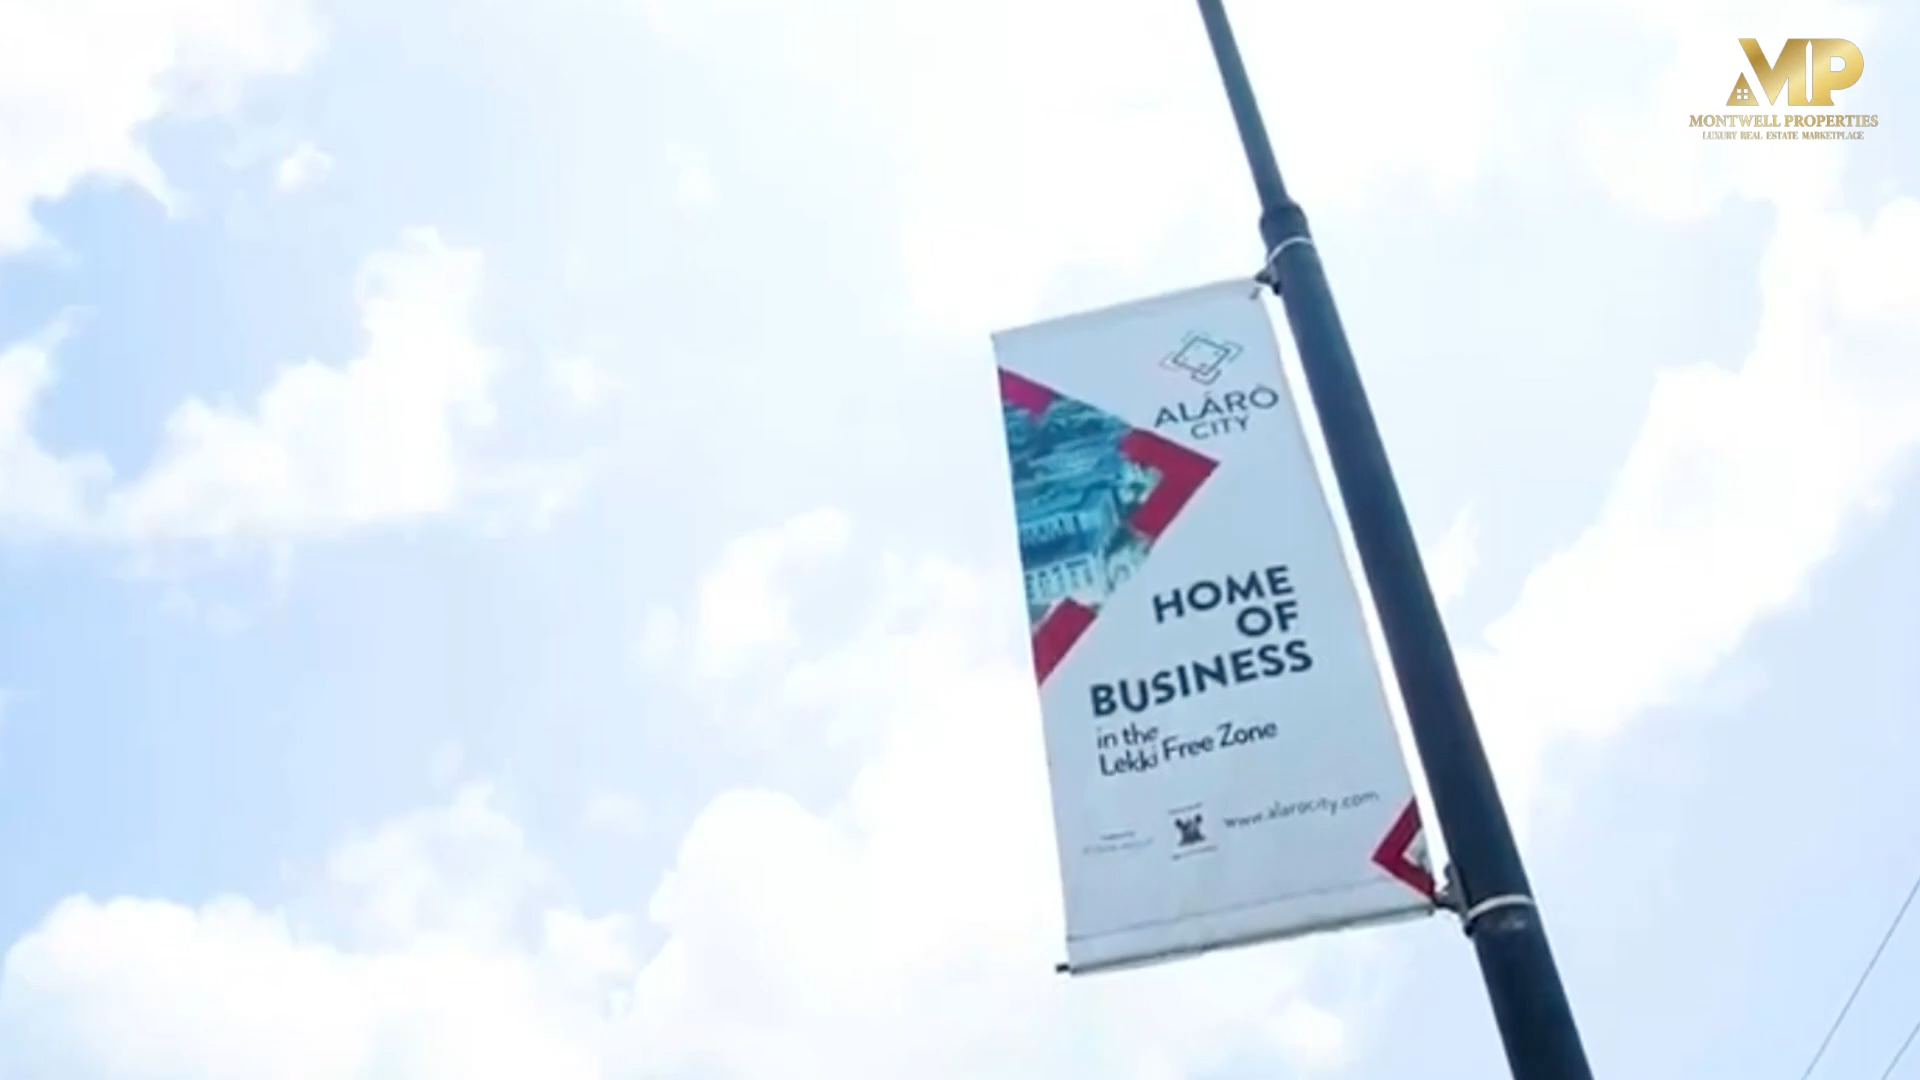 MP
MONTWELL PROPERTIES
LUXURY REAL ESTATE MARKETPLACE
ALÁRÒ
CITY
HOME
OF
BUSINESS
in the
Lekki Free Zone
www.alarocity.com